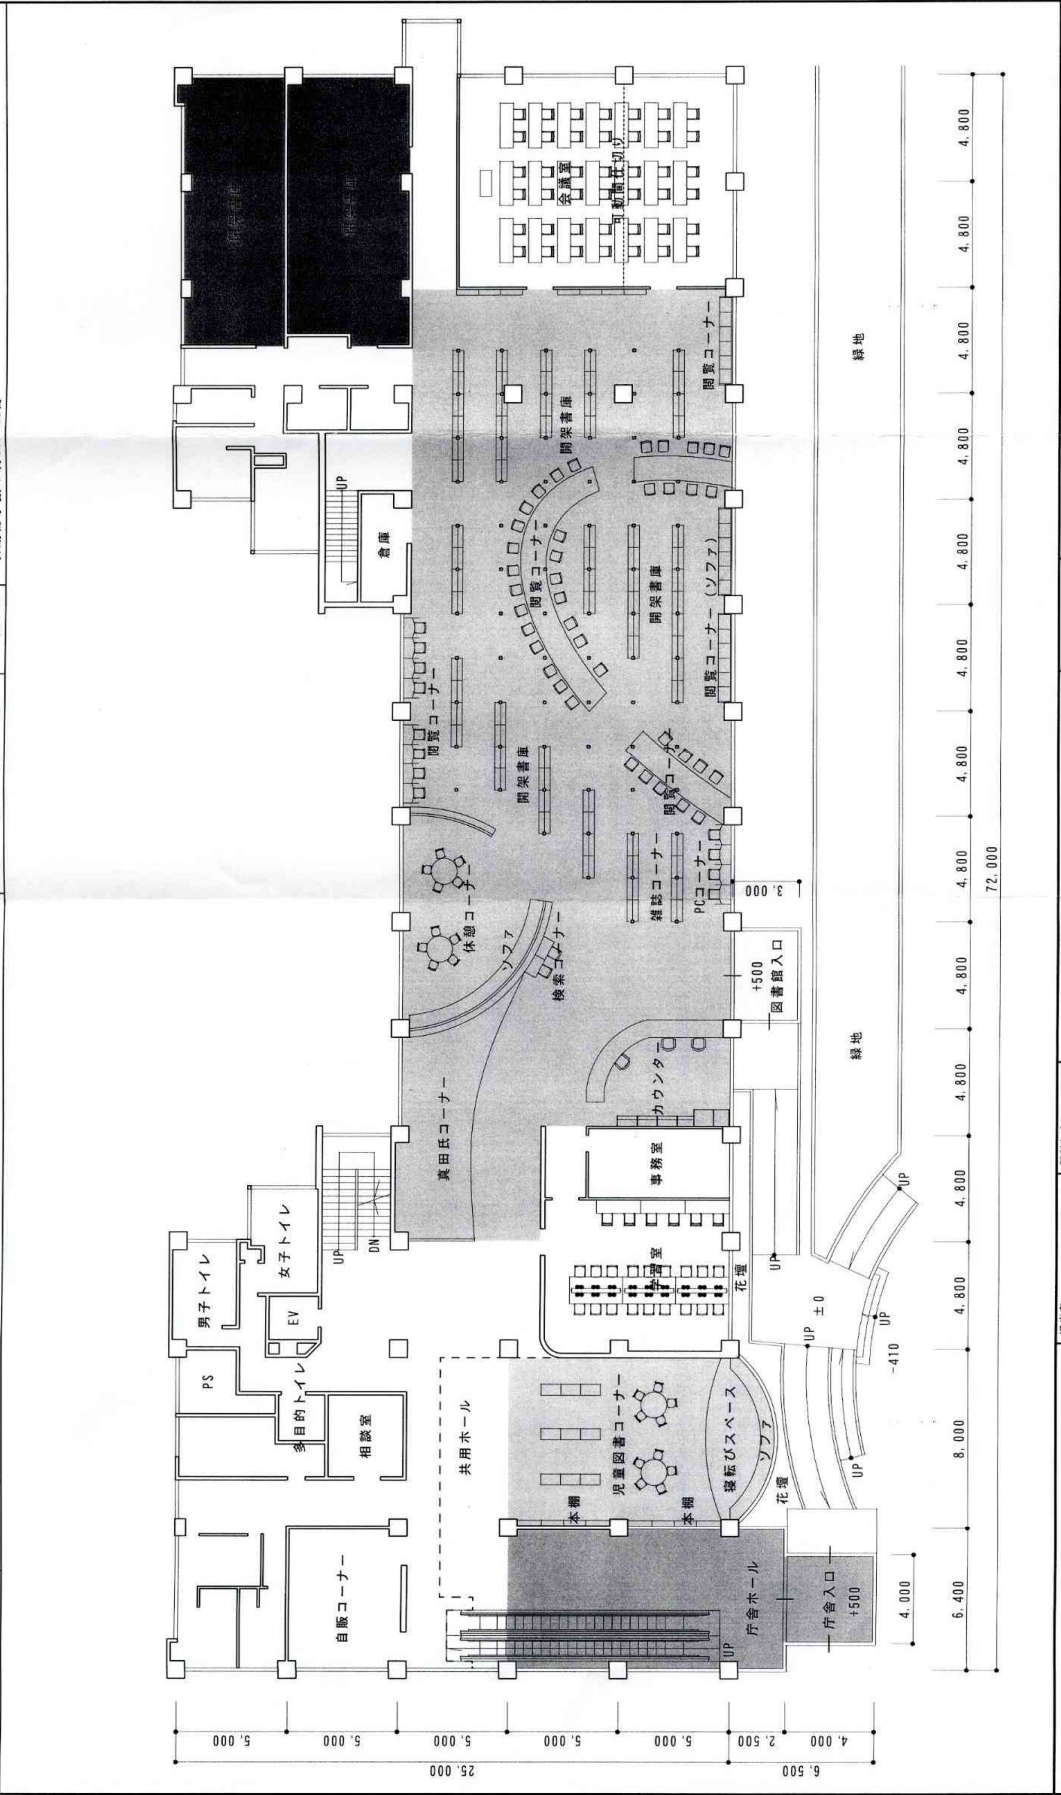 会議室
可動間仕切り
閲覧コーナー
緑地
開架書庫
UP
倉庫
閲覧コーナー
開架書庫
閲覧コーナー（ソファ）
閲覧コーナー
開架書庫
閲覧コーナー
休憩コーナー
雑誌コーナー
PCコーナー
3,000
ソファ
検索コーナー
+500
図書館入口
緑地
カウンター
真田氏コーナー
事務室
UP
女子トイレ
男子トイレ
UP
DN
EV
学習室
花壇
UP
±0
UP
UP
-410
PS
多目的トイレ
相談室
共用ホール
児童図書コーナー
本棚
本棚
寝転びスペース
ソファ
花壇
UP
自販コーナー
UP
庁舎ホール
庁舎入口
+500
4,000
4,800
4,800
4,800
4,800
4,800
4,800
4,800
4,800
4,800
4,800
4,800
4,800
8,000
6,400
72,000
5,000
5,000
5,000
5,000
5,000
2,500
4,000
25,000
6,500